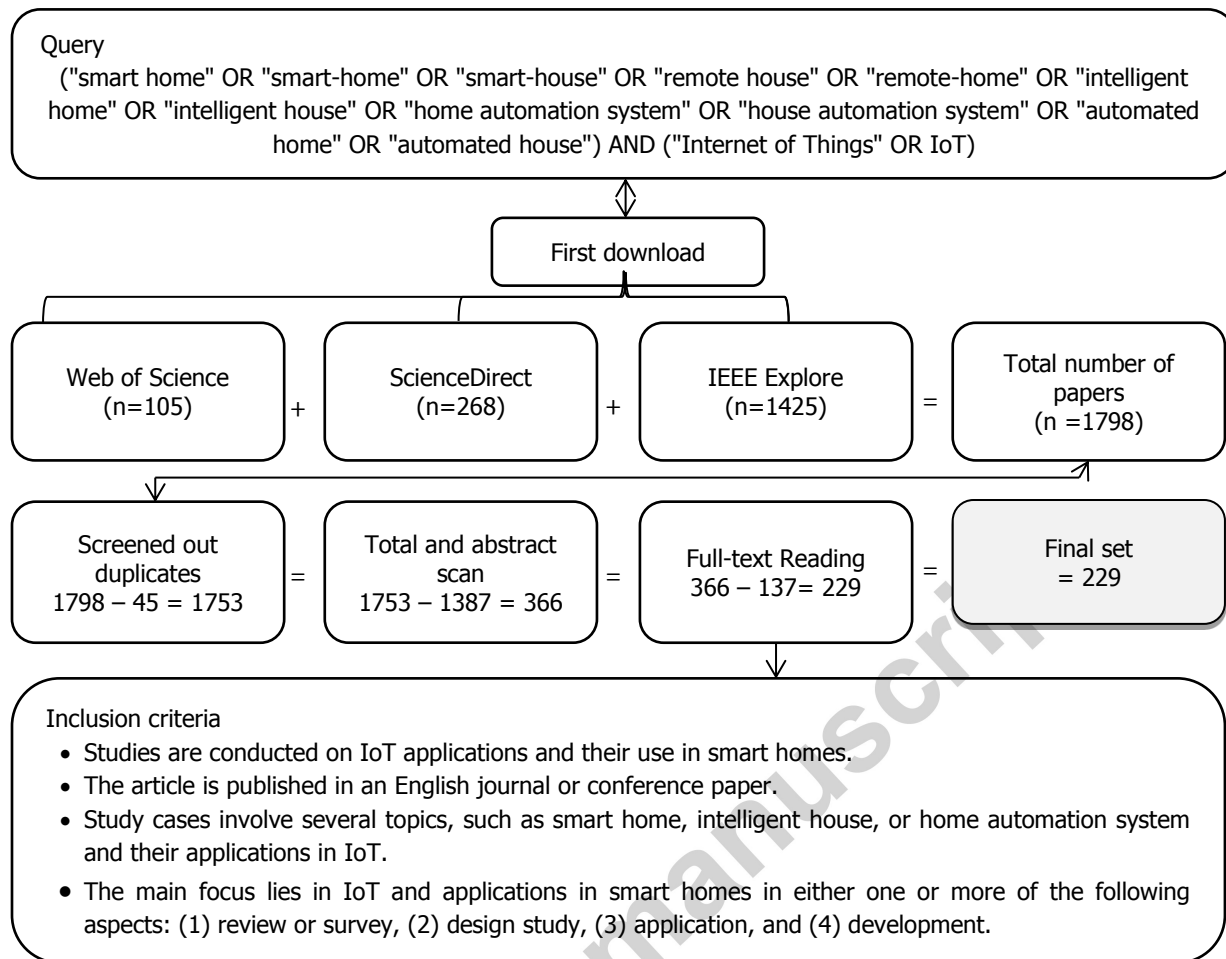 Query
("smart home" OR "smart-home" OR "smart-house" OR "remote house" OR "remote-home" OR "intelligent
home" OR "intelligent house" OR "home automation system" OR "house automation system" OR "automated
home" OR "automated house") AND ("Internet of Things" OR IoT)
First download
Web of Science
(n=105)
+
ScienceDirect
(n=268)
+
IEEE Explore
(n=1425)
=
Total number of
papers
(n =1798)
Screened out
duplicates
1798 – 45 = 1753
=
Total and abstract
scan
1753 – 1387 = 366
=
Full-text Reading
366 – 137= 229
=
Final set
= 229
Inclusion criteria
• Studies are conducted on IoT applications and their use in smart homes.
• The article is published in an English journal or conference paper.
• Study cases involve several topics, such as smart home, intelligent house, or home automation system
and their applications in IoT.
• The main focus lies in IoT and applications in smart homes in either one or more of the following
aspects: (1) review or survey, (2) design study, (3) application, and (4) development.
manuscrip